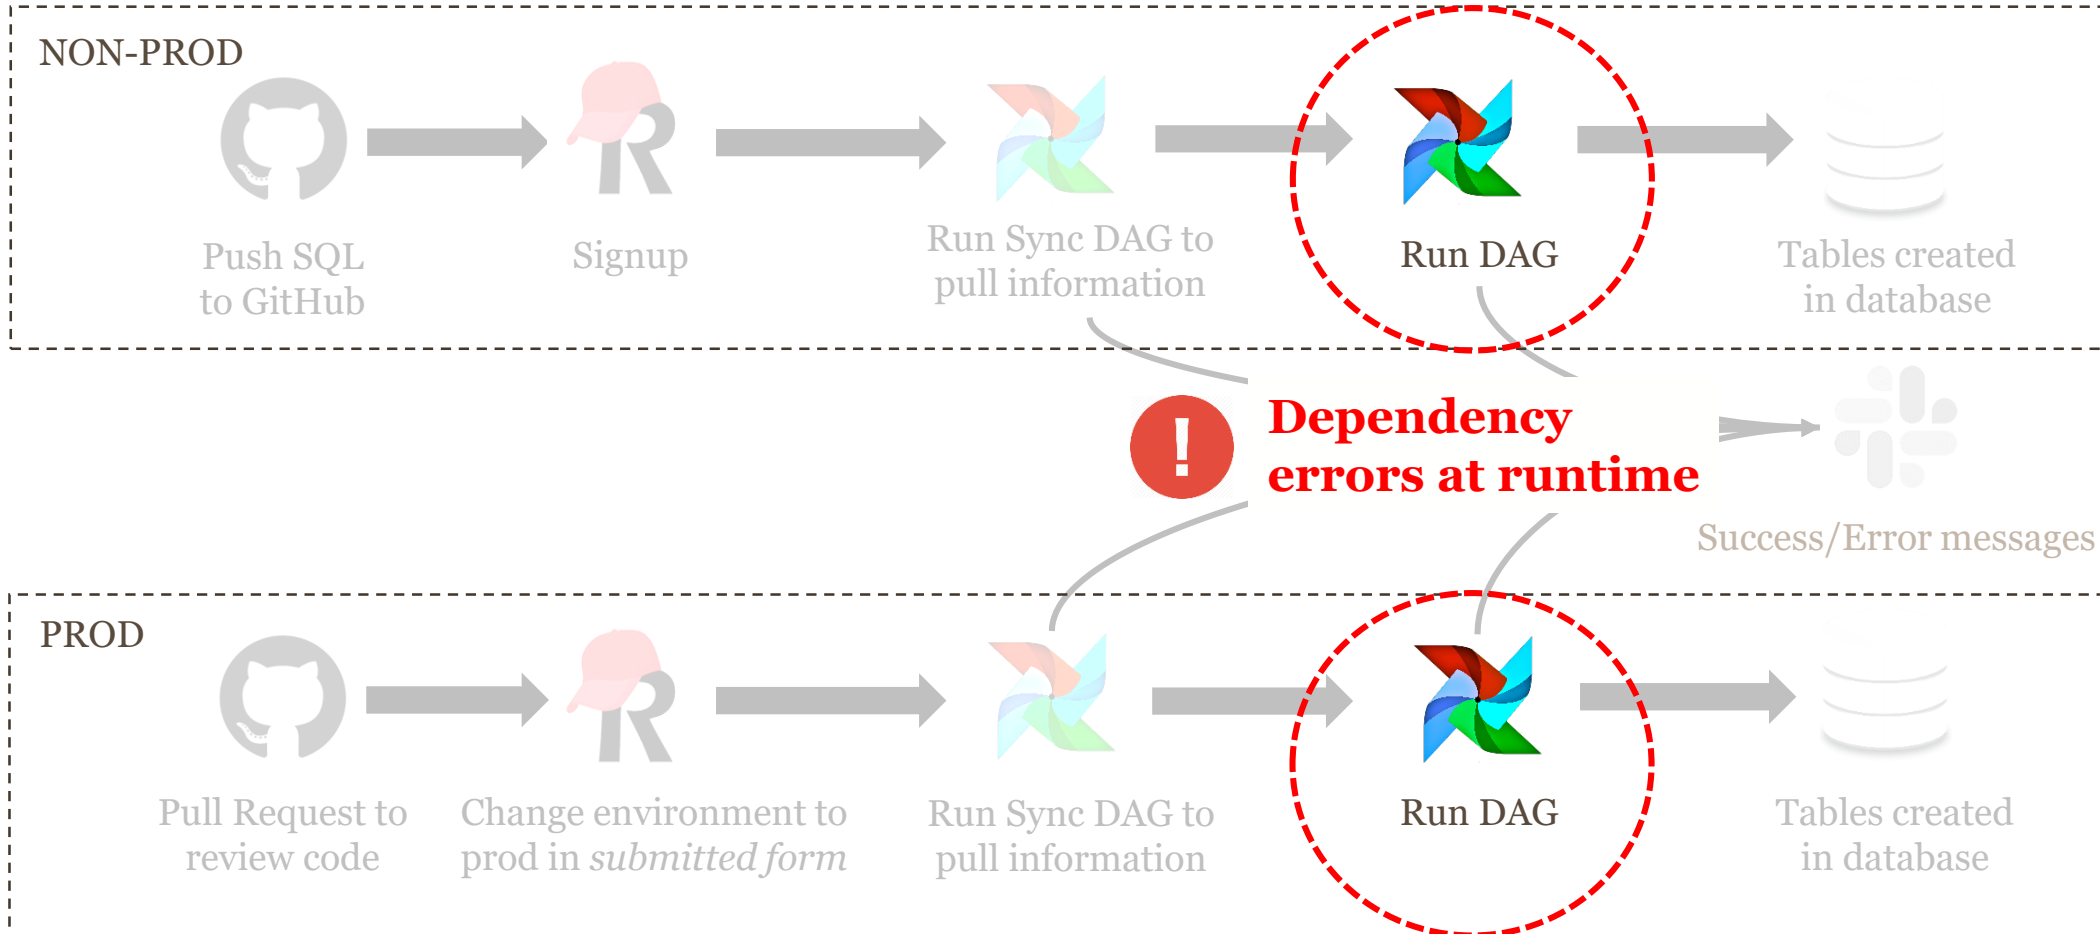 NON-PROD
Push SQL
to GitHub
Signup
Run Sync DAG to
pull information
Run DAG
Tables created
in database
!
Dependency
errors at runtime
Success/Error messages
PROD
Pull Request to
review code
Change environment to
prod in submitted form
Run Sync DAG to
pull information
Run DAG
Tables created
in database